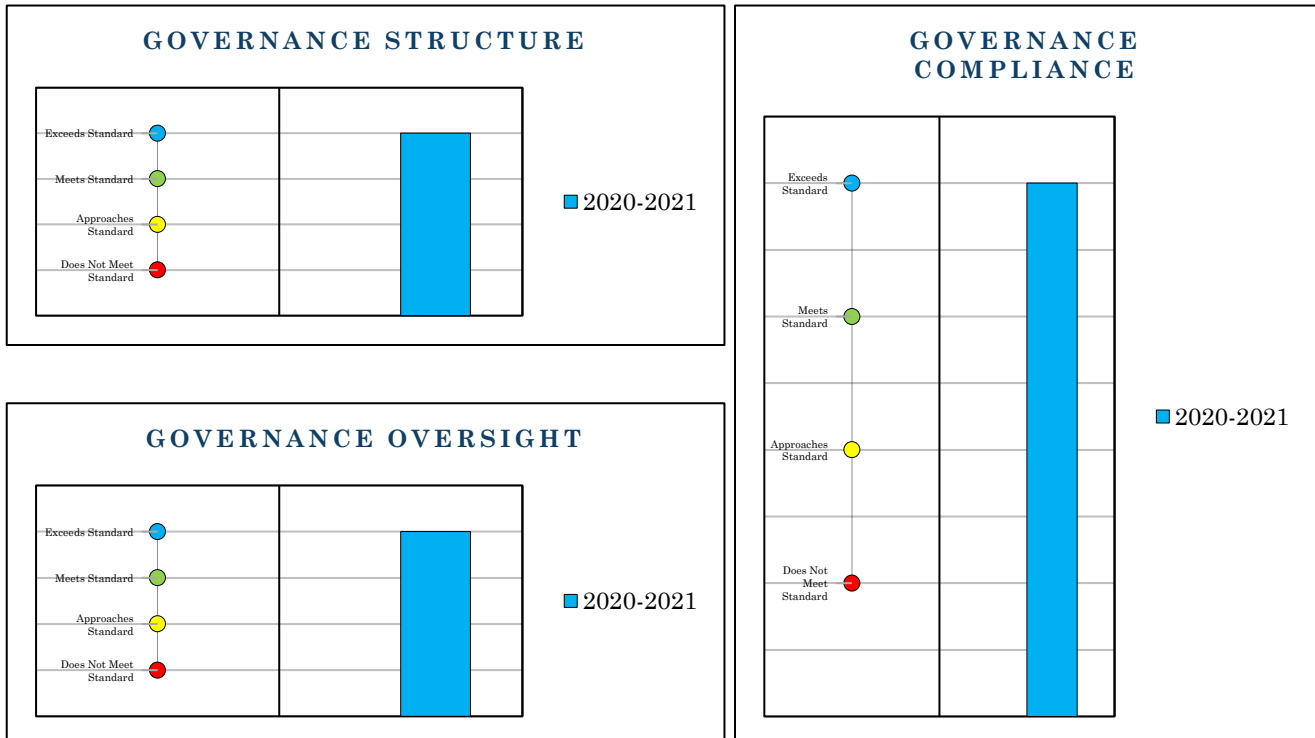 GOVERNANCE STRUCTURE
Exceeds Standard
Meets Standard
Approaches
Standard
Does Not Meet
Standard
2020-2021
GOVERNANCE OVERSIGHT
Exceeds Standard
Meets Standard
Approaches
Standard
Does Not Meet
Standard
2020-2021
GOVERNANCE
COMPLIANCE
Exceeds
Standard
Meets
Standard
Approaches
Standard
Does Not
Meet
Standard
2020-2021